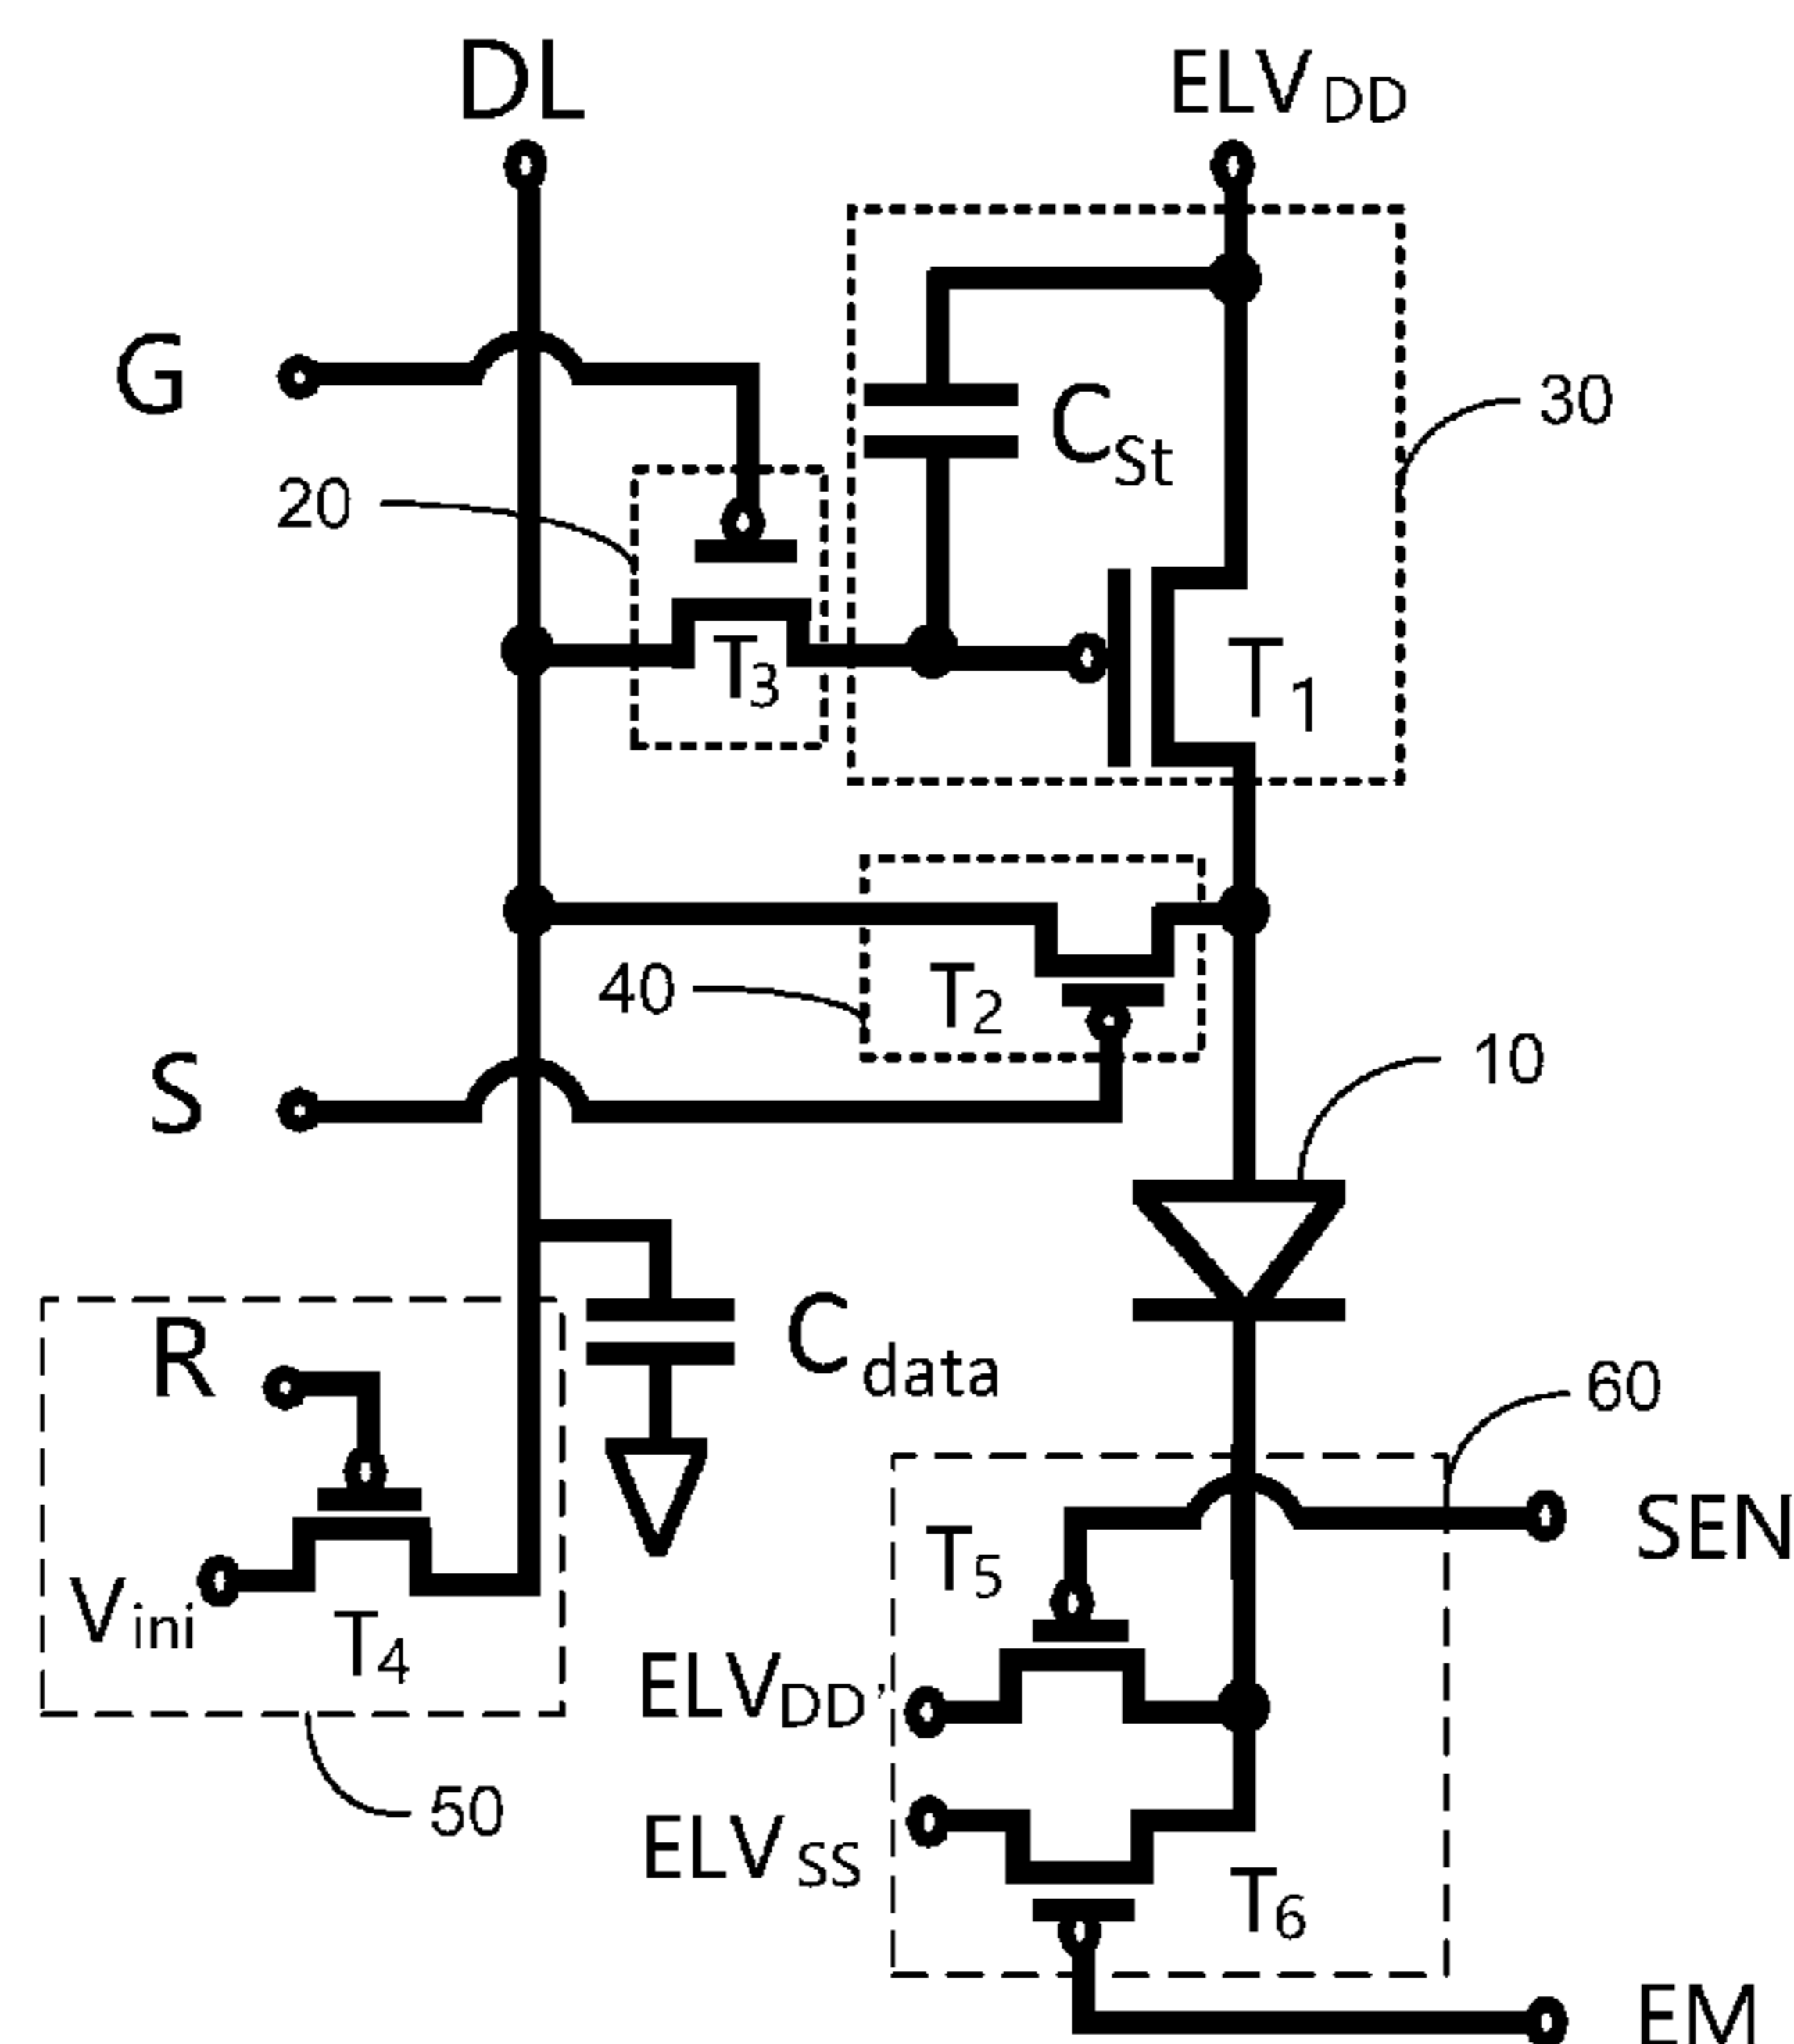 DL
ELVDD
G
30
CSt
20
T3
T1
40
T2
10
S
R
Cdata
60
SEN
T5
Vini
T4
ELVDD'
50
ELVSS
T6
EM